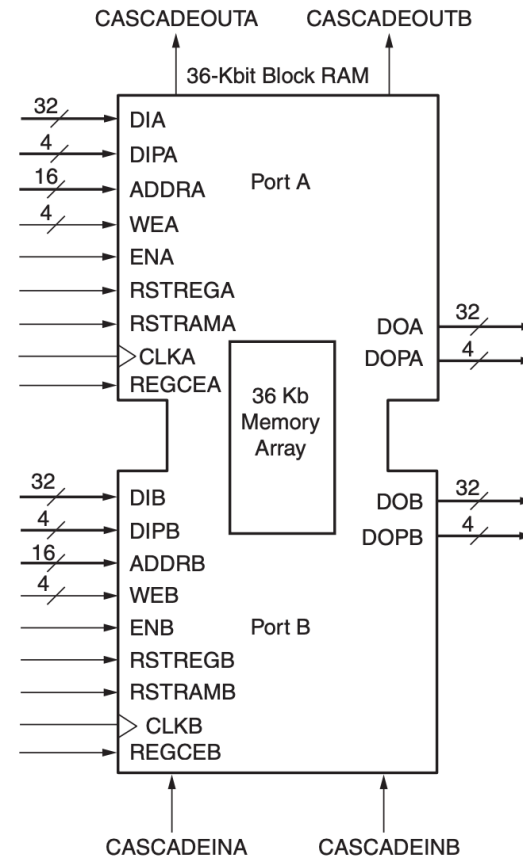 CASCADEOUTA CASCADEOUTB
36-Kbit Block RAM
32 DIA
4 DIPA
Port A
16 ADDRA
4 WEA
ENA
RSTREGA
RSTRAMA
CLKA
REGCEA
DOA 32
DOPA 4
36 Kb
Memory
Array
32 DIB
4 DIPB
16 ADDRB
4 WEB
ENB
Port B
RSTREGB
RSTRAMB
CLKB
REGCEB
DOB 32
DOPB 4
CASCADEINA CASCADEINB